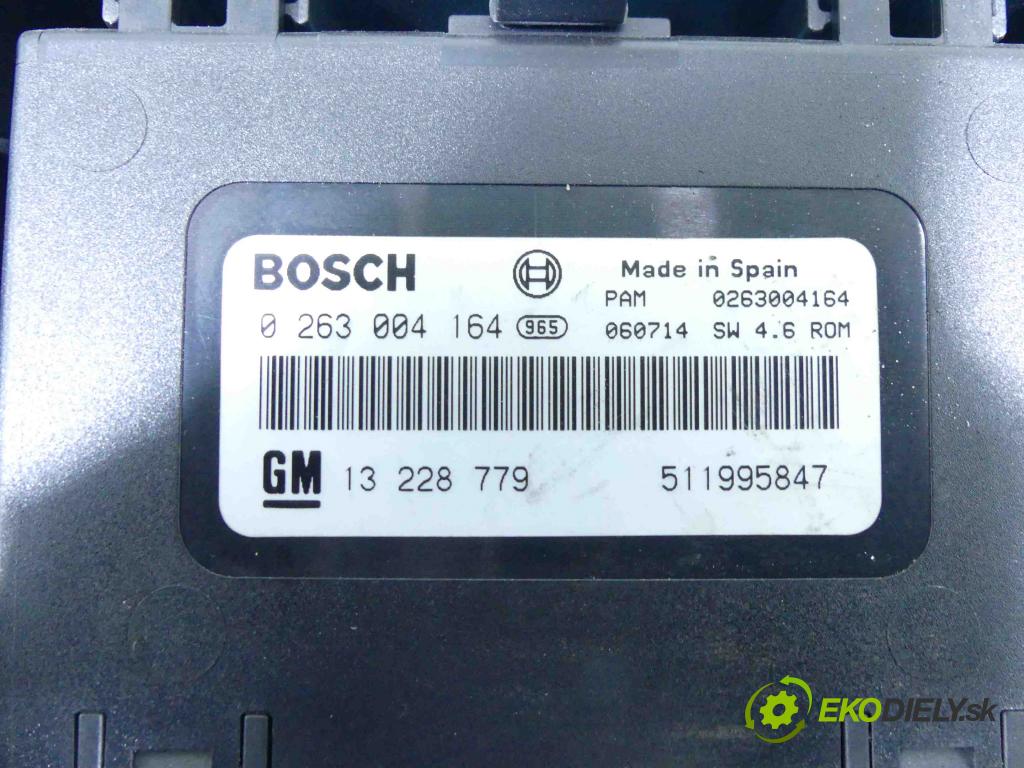 BOSCH
Made in Spain
PAM 0263004164
0 263 004 164 965
060714 SW 4.6 ROM
GM 13 228 779 511995847
EKODIELY.sk